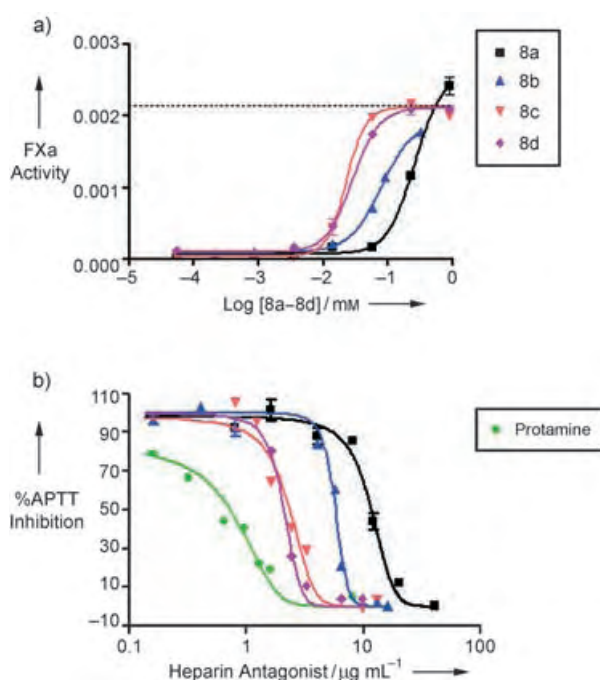 a)
0.003
0.002
0.001
0.000
FXa
Activity
–5 –4 –3 –2 –1 0
Log [8a–8d] / mM
8a
8b
8c
8d
b)
110
90
70
50
30
10
–10
%APTT
Inhibition
0.1 1 10 100
Heparin Antagonist / μg mL⁻¹
Protamine